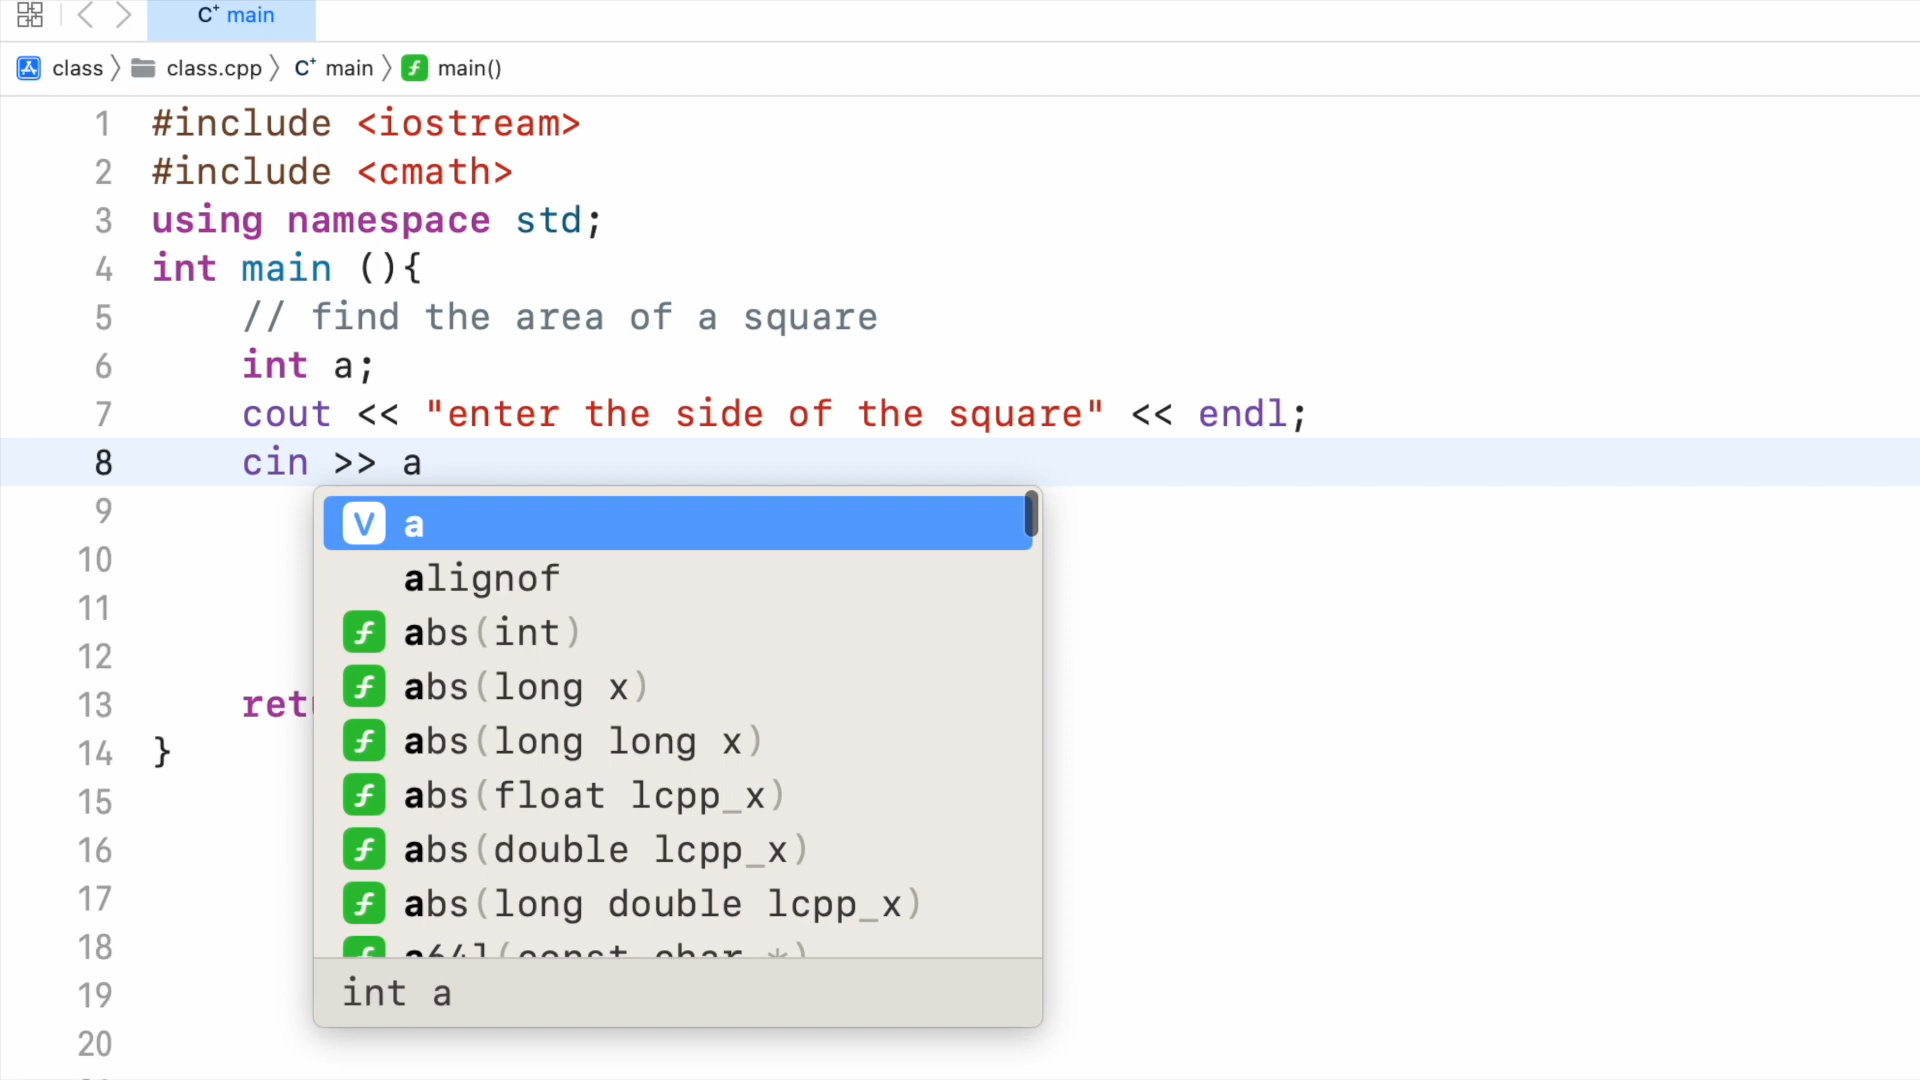 C+ main
class class.cpp C+ main f main()
1 #include <iostream>
2 #include <cmath>
3 using namespace std;
4 int main (){
5 // find the area of a square
6 int a;
7 cout << "enter the side of the square" << endl;
8 cin >> a
9 V a
10 alignof
11 f abs(int)
12 f abs(long x)
13 ret
14 } f abs(long long x)
15 f abs(float lcpp_x)
16 f abs(double lcpp_x)
17 f abs(long double lcpp_x)
18 f a64l(const char *)
19 int a
20